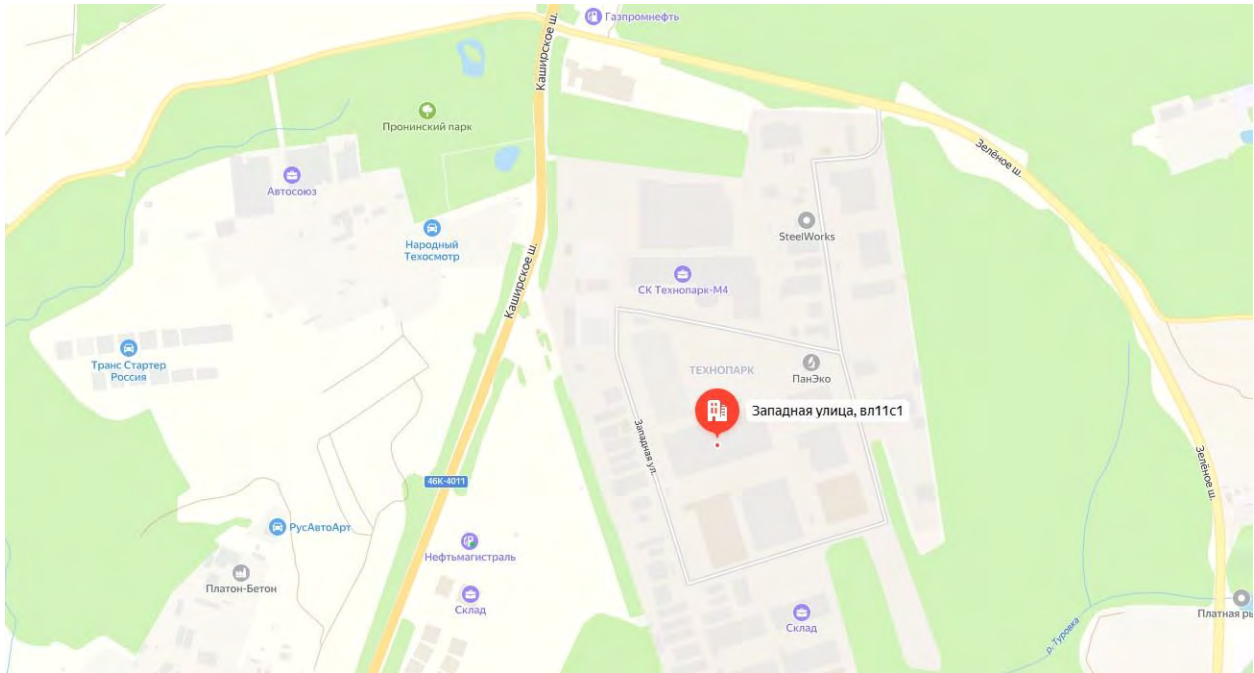 Газпромнефть
Каширское ш.
Пронинский парк
Зелёное ш.
Автосоюз
SteelWorks
Народный
Техосмотр
Каширское ш.
СК Технопарк-М4
Транс Стартер
Россия
ТЕХНОПАРК
ПанЭко
Западная улица, вл11с1
Западная ул.
Зелёное ш.
46К-4011
РусАвтоАрт
Нефтьмагистраль
Платон-Бетон
Склад
Склад
Платная ры
р. Туровка